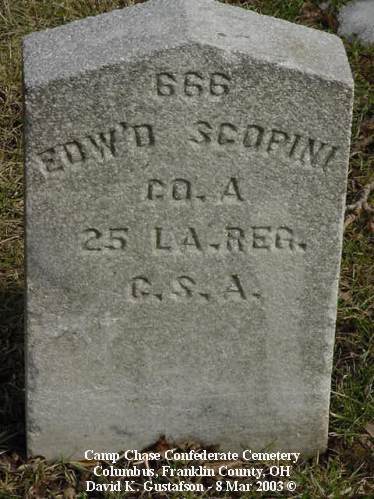 666
EDW'D SCOPINI
CO. A
25 LA. REG.
C. S. A.
Camp Chase Confederate Cemetery
Columbus, Franklin County, OH
David K. Gustafson - 8 Mar 2003 ©